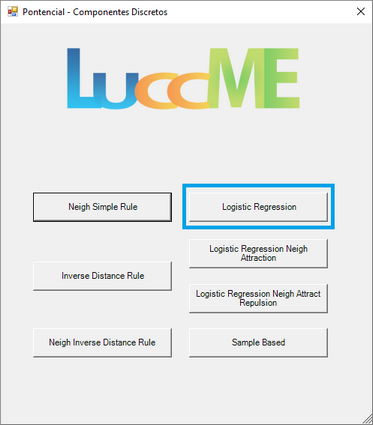 Pontencial - Componentes Discretos
LuccME
Neigh Simple Rule
Logistic Regression
Logistic Regression Neigh
Attraction
Inverse Distance Rule
Logistic Regression Neigh Attract
Repulsion
Neigh Inverse Distance Rule
Sample Based